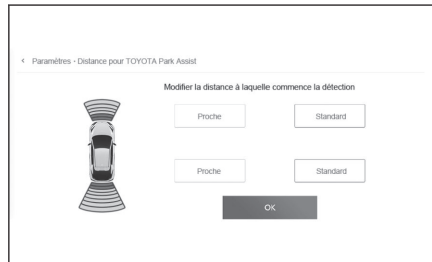 Paramètres - Distance pour TOYOTA Park Assist
Modifier la distance à laquelle commence la détection
Proche Standard
Proche Standard
OK